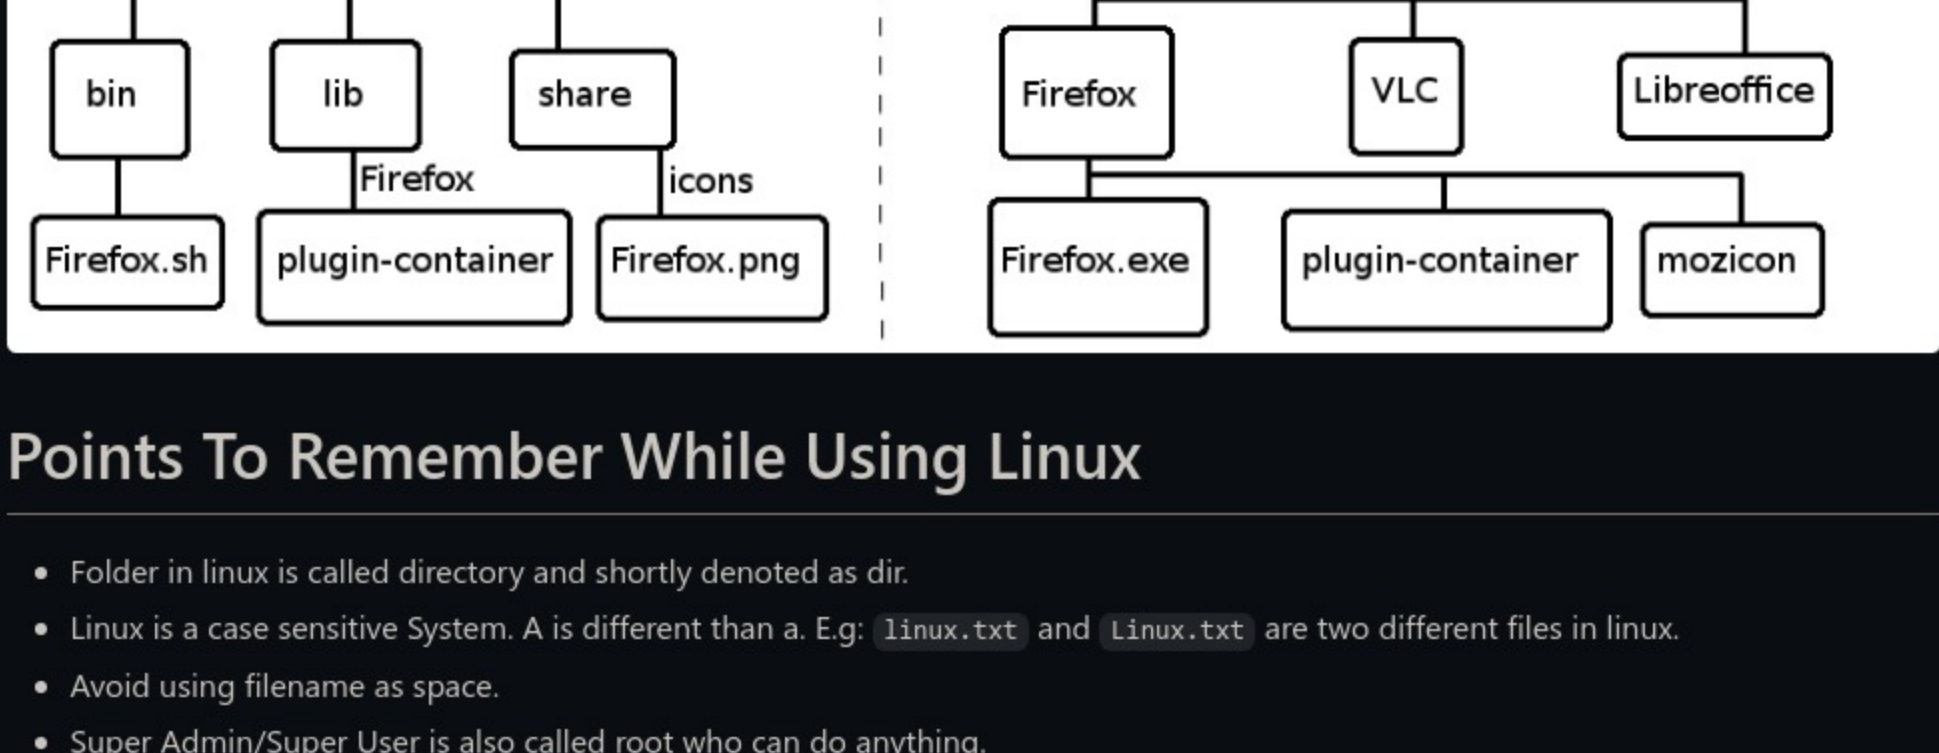 bin
lib
share
Firefox
VLC
Libreoffice
Firefox
icons
Firefox.sh
plugin-container
Firefox.png
Firefox.exe
plugin-container
mozicon
Points To Remember While Using Linux
• Folder in linux is called directory and shortly denoted as dir.
• Linux is a case sensitive System. A is different than a. E.g: linux.txt and Linux.txt are two different files in linux.
• Avoid using filename as space.
• Super Admin/Super User is also called root who can do anything.